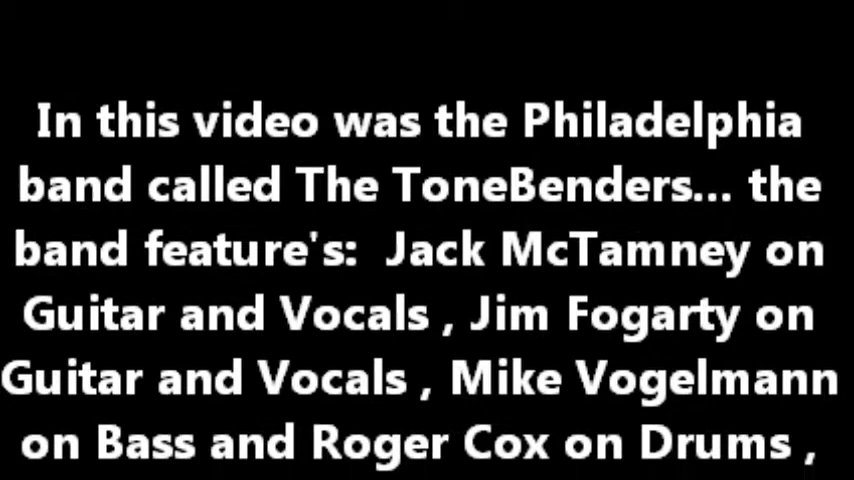 In this video was the Philadelphia
band called The ToneBenders... the
band feature's:  Jack McTamney on
Guitar and Vocals , Jim Fogarty on
Guitar and Vocals , Mike Vogelmann
on Bass and Roger Cox on Drums ,